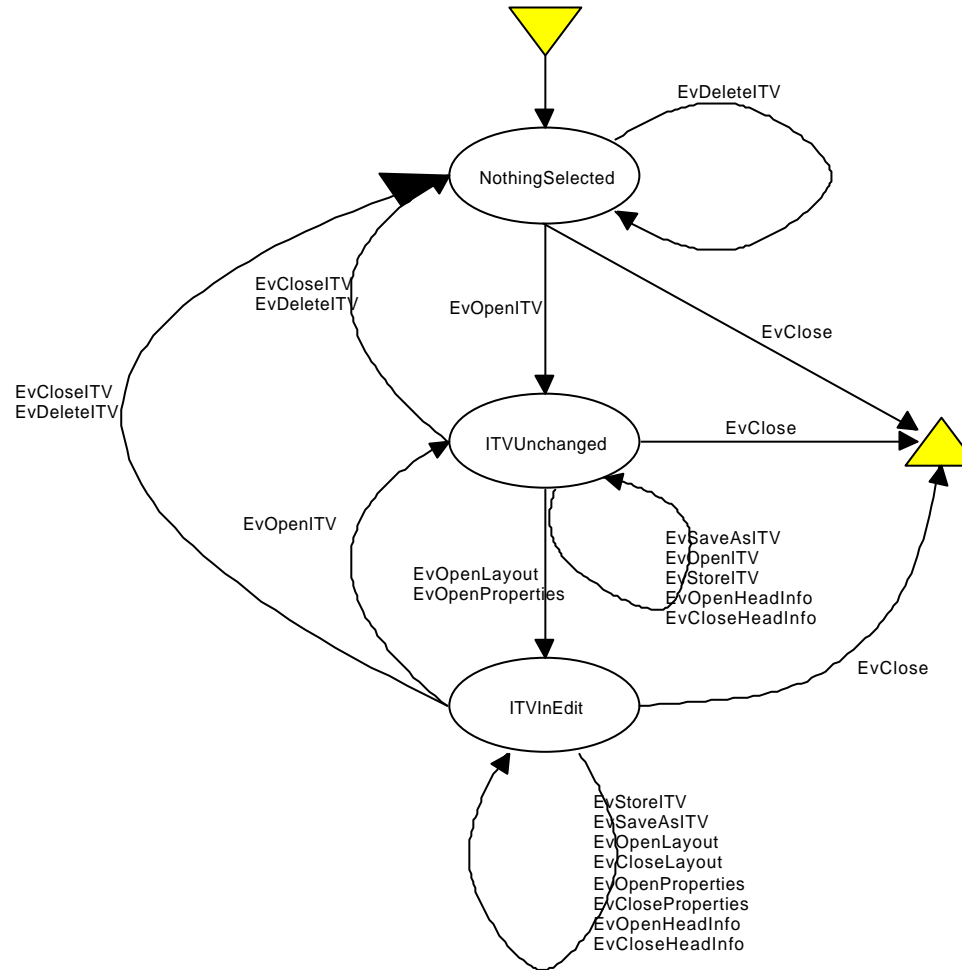 EvDeleteITV
NothingSelected
EvCloseITV
EvDeleteITV
EvOpenITV
EvClose
EvCloseITV
EvDeleteITV
ITVUnchanged
EvClose
EvOpenITV
EvSaveAsITV
EvOpenITV
EvStoreITV
EvOpenHeadInfo
EvCloseHeadInfo
EvOpenLayout
EvOpenProperties
EvClose
ITVInEdit
EvStoreITV
EvSaveAsITV
EvOpenLayout
EvCloseLayout
EvOpenProperties
EvCloseProperties
EvOpenHeadInfo
EvCloseHeadInfo